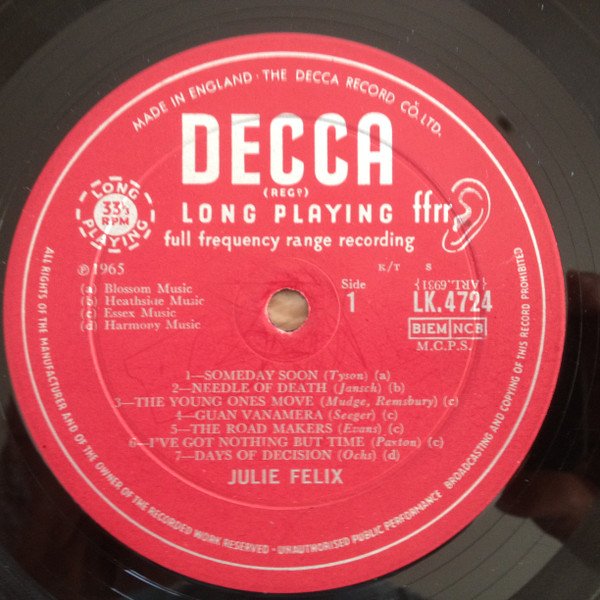 MADE IN ENGLAND · THE DECCA RECORD CO. LTD.
DECCA
(REGD)
LONG PLAYING ffrr
full frequency range recording
LONG PLAYING
33⅓
RPM
℗1965
(a) Blossom Music
(b) Heathside Music
(c) Essex Music
(d) Harmony Music
Side
1
K/T S
{ARL.6931}
LK.4724
BIEM NCB
M.C.P.S.
1—SOMEDAY SOON (Tyson) (a)
2—NEEDLE OF DEATH (Jansch) (b)
3—THE YOUNG ONES MOVE (Mudge, Remsbury) (c)
4—GUAN VANAMERA (Seeger) (c)
5—THE ROAD MAKERS (Evans) (c)
6—I'VE GOT NOTHING BUT TIME (Paxton) (c)
7—DAYS OF DECISION (Ochs) (d)
JULIE FELIX
ALL RIGHTS OF THE MANUFACTURER AND OF THE OWNER OF THE RECORDED WORK RESERVED - UNAUTHORISED PUBLIC PERFORMANCE BROADCASTING AND COPYING OF THIS RECORD PROHIBITED